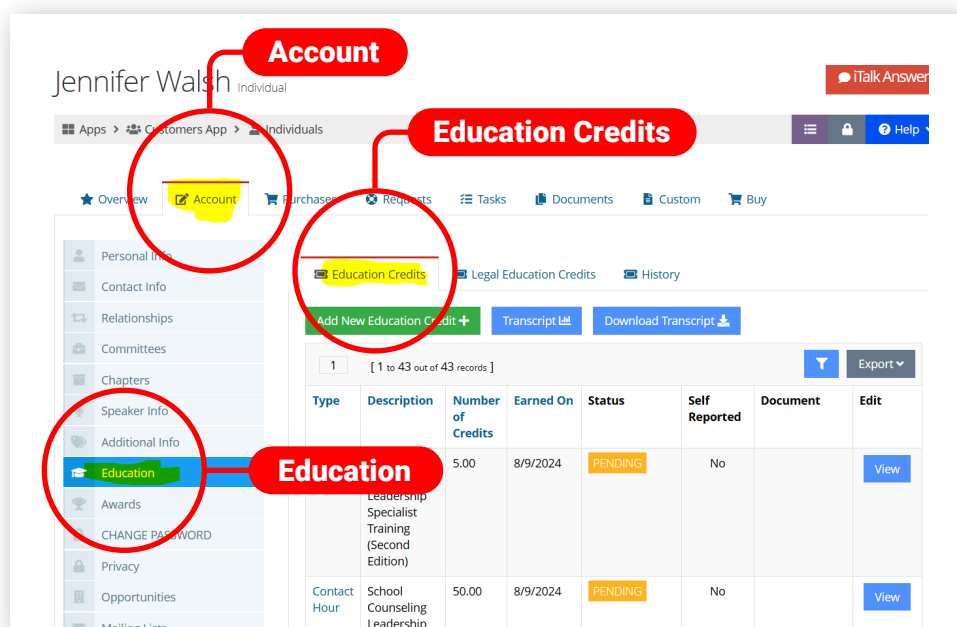 Account
Jennifer Walsh Individual
iTalk Answer
Apps > Customers App > Individuals
Education Credits
Help
Overview Account Purchases Requests Tasks Documents Custom Buy
Personal Info
Contact Info
Relationships
Committees
Chapters
Speaker Info
Additional Info
Education
Awards
CHANGE PASSWORD
Privacy
Opportunities
Mailing Lists
Education Credits Legal Education Credits History
Add New Education Credit + Transcript Download Transcript
1 [ 1 to 43 out of 43 records ] Export
Type Description Number of Credits Earned On Status Self Reported Document Edit
5.00 8/9/2024 PENDING No View
Education
Leadership
Specialist
Training
(Second
Edition)
Contact School 50.00 8/9/2024 PENDING No View
Hour Counseling
Leadership